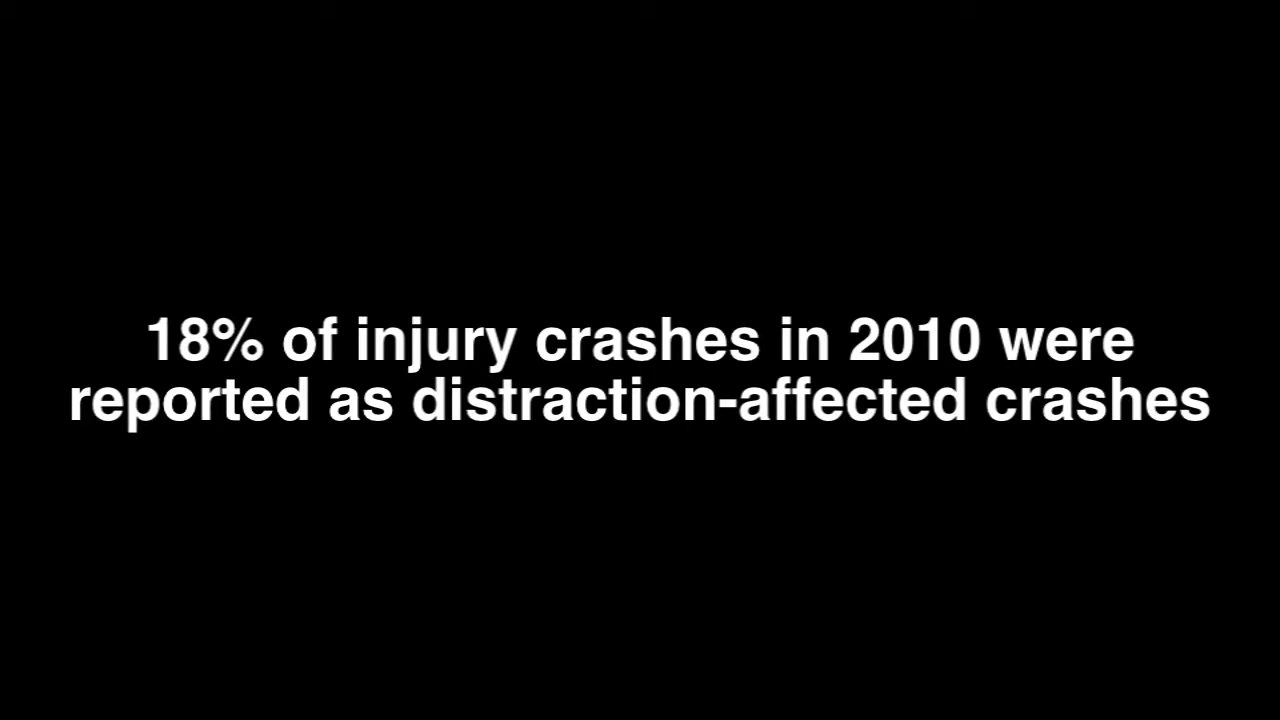 18% of injury crashes in 2010 were
reported as distraction-affected crashes